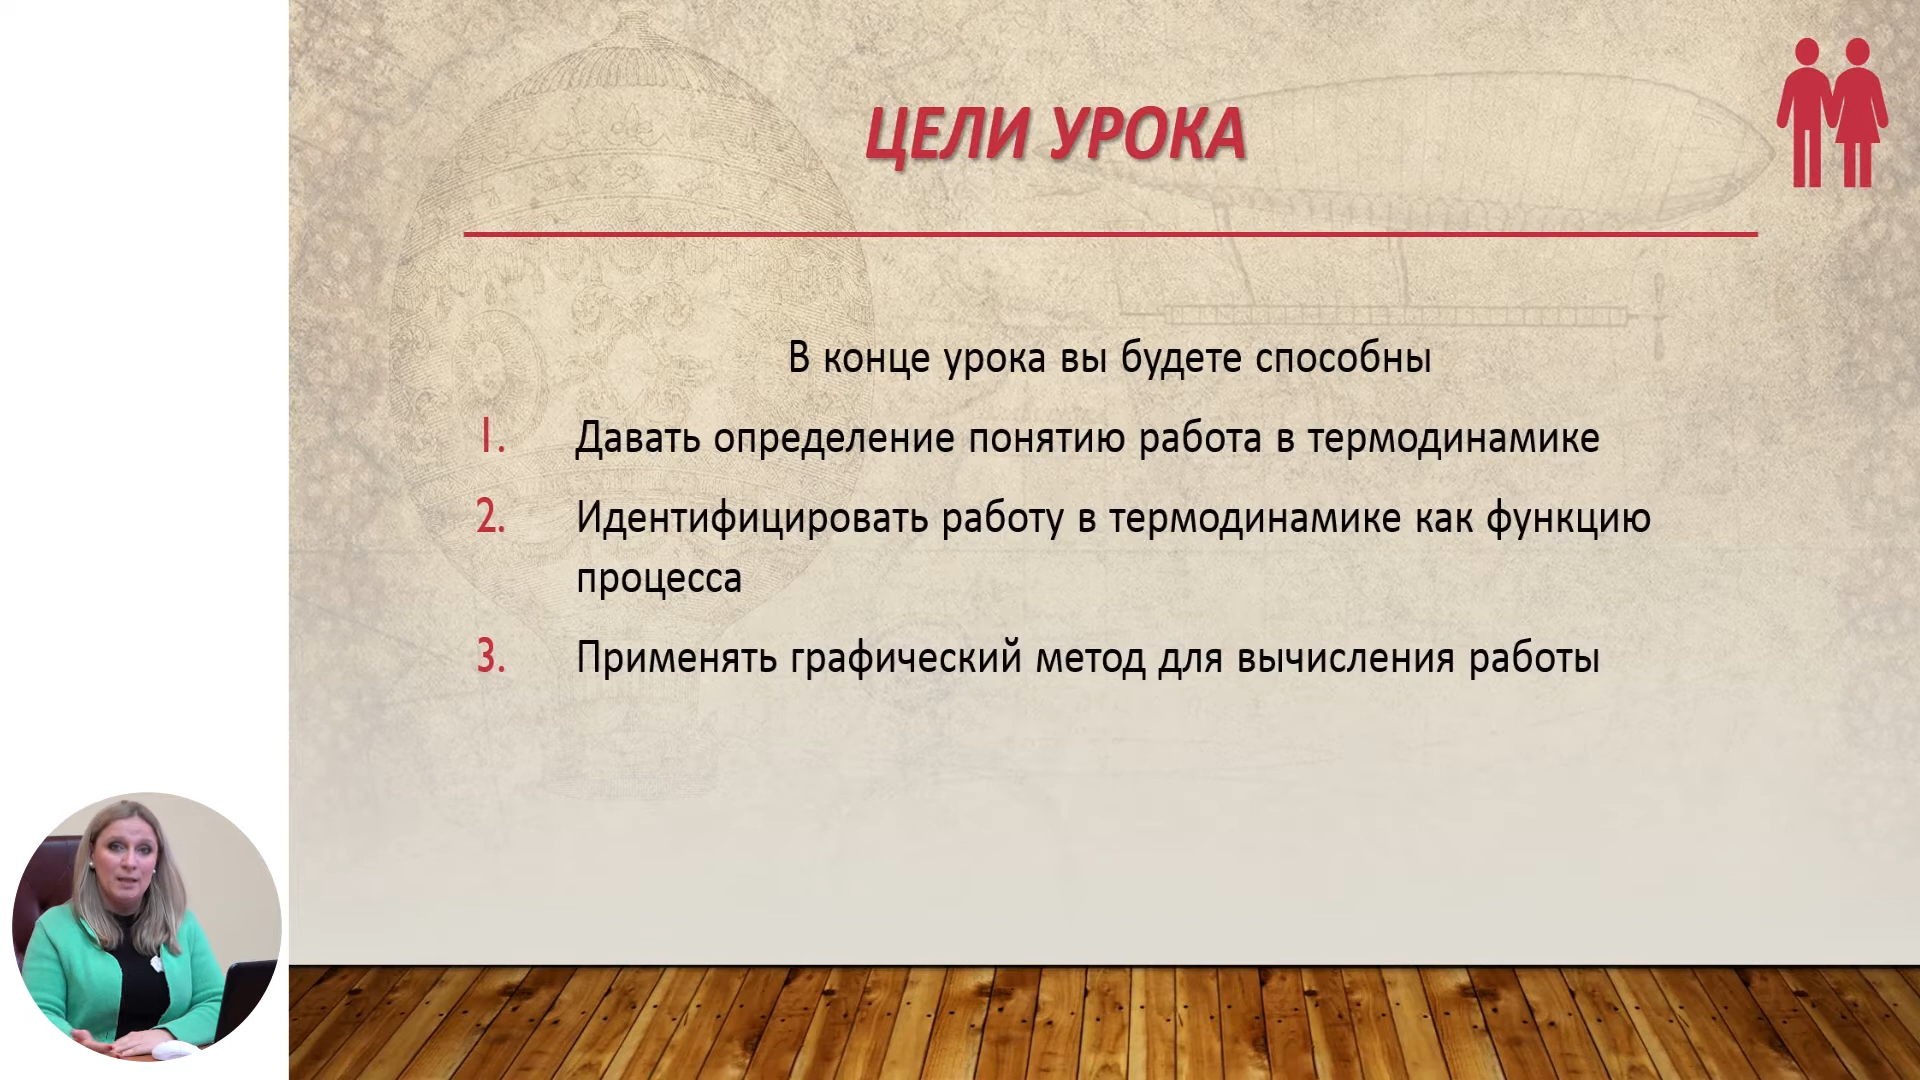 ЦЕЛИ УРОКА
В конце урока вы будете способны
1. Давать определение понятию работа в термодинамике
2. Идентифицировать работу в термодинамике как функцию
процесса
3. Применять графический метод для вычисления работы